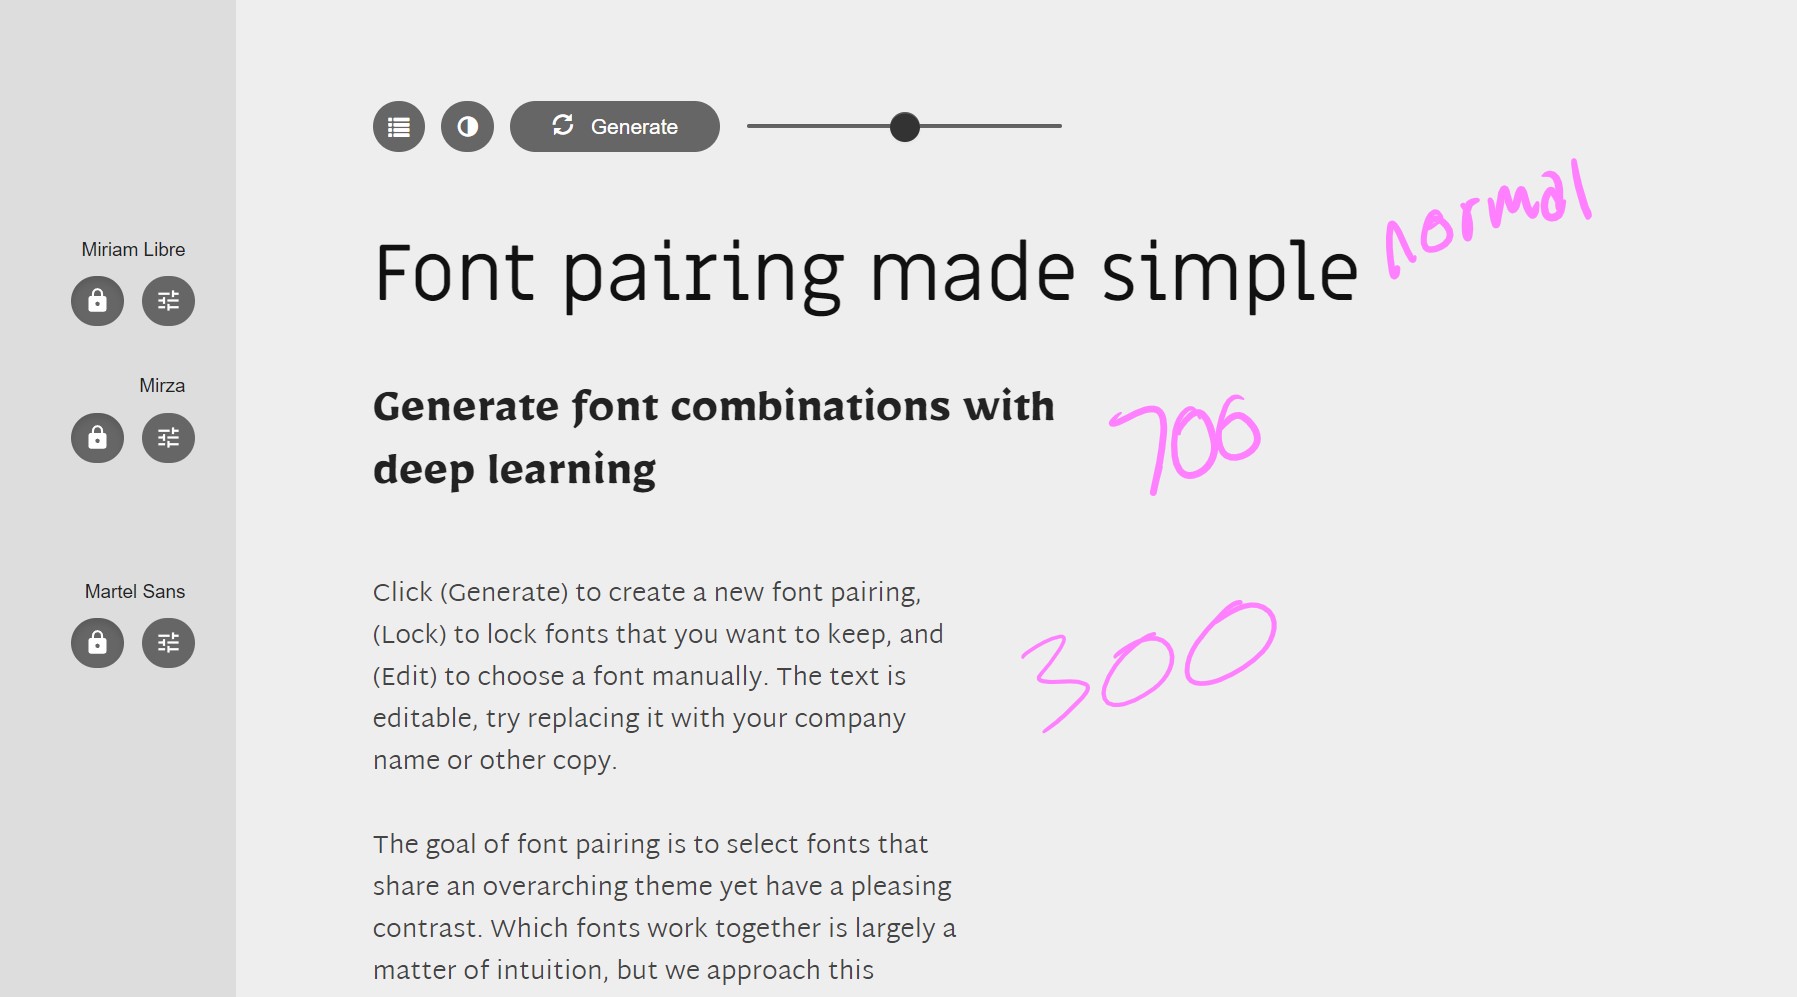 Generate
normal
Miriam Libre
Font pairing made simple
Mirza
Generate font combinations with
deep learning
700
Martel Sans
Click (Generate) to create a new font pairing,
(Lock) to lock fonts that you want to keep, and
(Edit) to choose a font manually. The text is
editable, try replacing it with your company
name or other copy.
300
The goal of font pairing is to select fonts that
share an overarching theme yet have a pleasing
contrast. Which fonts work together is largely a
matter of intuition, but we approach this